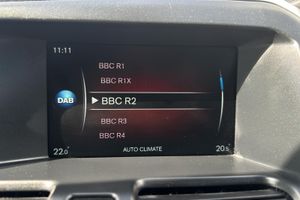 11:11
BBC R1
BBC R1X
DAB
BBC R2
BBC R3
BBC R4
22.0
AUTO CLIMATE
20.5